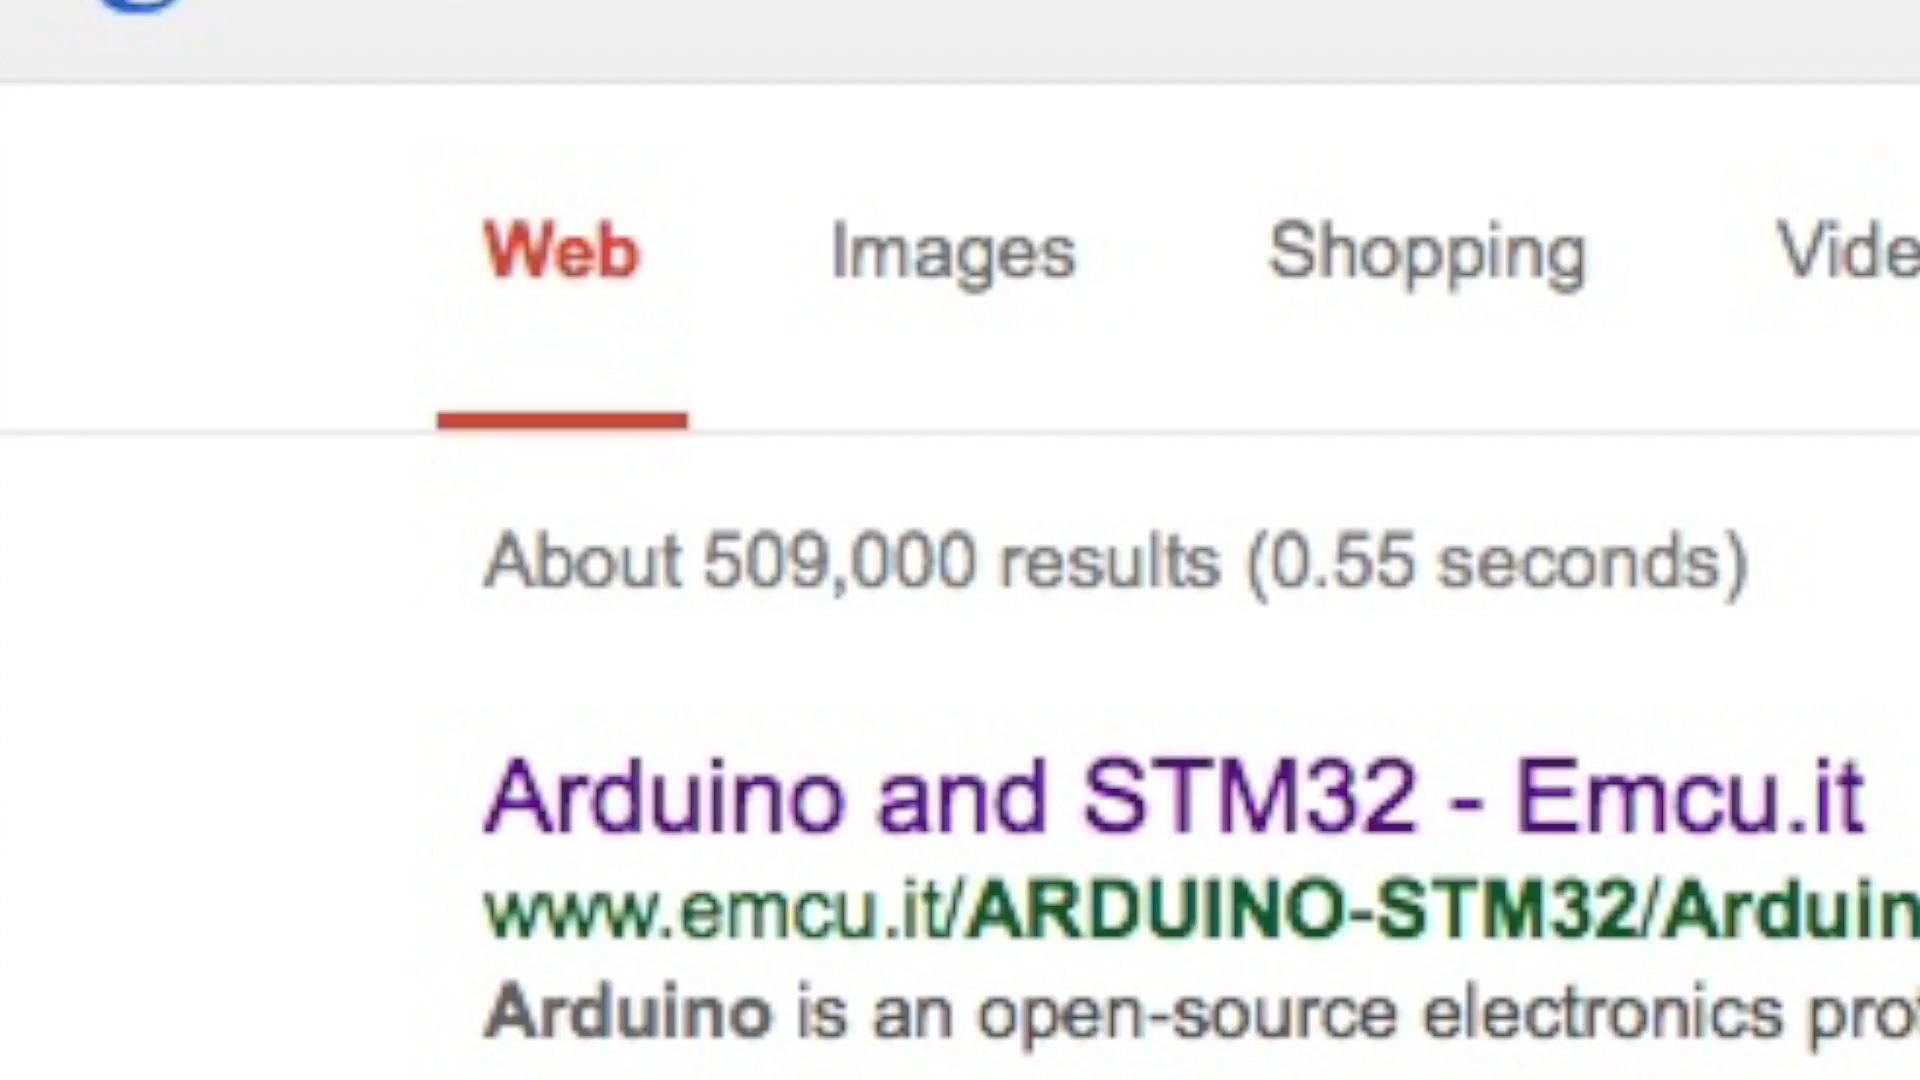 Web Images Shopping
About 509,000 results (0.55 seconds)
Arduino and STM32 - Emcu.it
www.emcu.it/ARDUINO-STM32/Arduin
Arduino is an open-source electronics